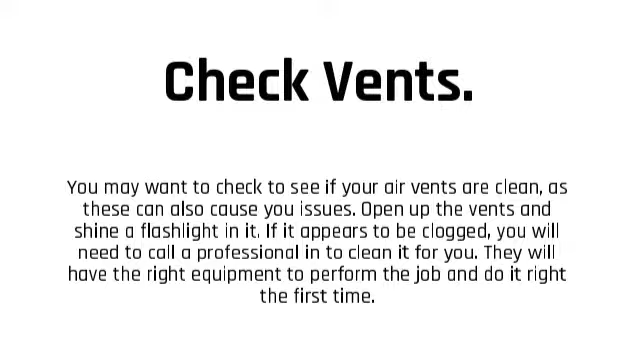 Check Vents.
You may want to check to see if your air vents are clean, as
these can also cause you issues. Open up the vents and
shine a flashlight in it. If it appears to be clogged, you will
need to call a professional in to clean it for you. They will
have the right equipment to perform the job and do it right
the first time.